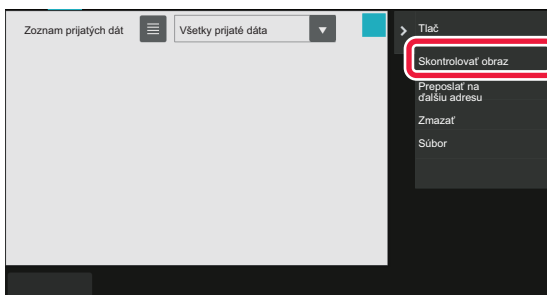 Zoznam prijatých dát
Všetky prijaté dáta
Tlač
Skontrolovať obraz
Preposlať na
ďalšiu adresu
Zmazať
Súbor